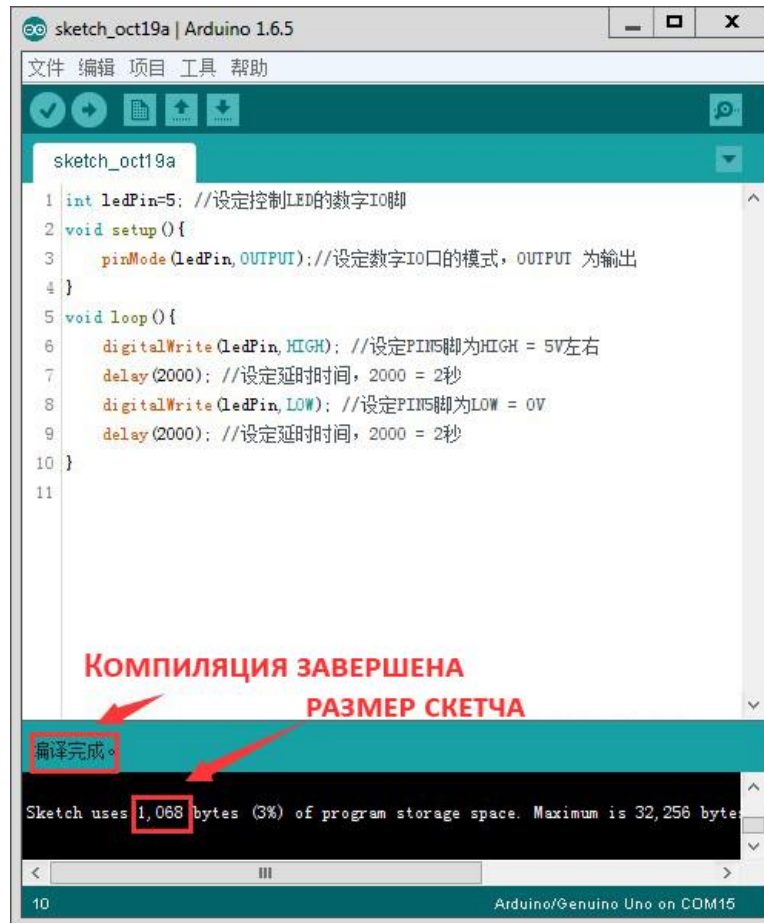 sketch_oct19a | Arduino 1.6.5
文件 编辑 项目 工具 帮助
sketch_oct19a
1 int ledPin=5; //设定控制LED的数字IO脚
2 void setup(){
3 pinMode(ledPin,OUTPUT);//设定数字IO口的模式，OUTPUT 为输出
4 }
5 void loop(){
6 digitalWrite(ledPin,HIGH); //设定PIN5脚为HIGH = 5V左右
7 delay(2000); //设定延时时间，2000 = 2秒
8 digitalWrite(ledPin,LOW); //设定PIN5脚为LOW = 0V
9 delay(2000); //设定延时时间，2000 = 2秒
10 }
11
Компиляция завершена
размер скетча
编译完成。
Sketch uses 1,068 bytes (3%) of program storage space. Maximum is 32,256 bytes
10 Arduino/Genuino Uno on COM15